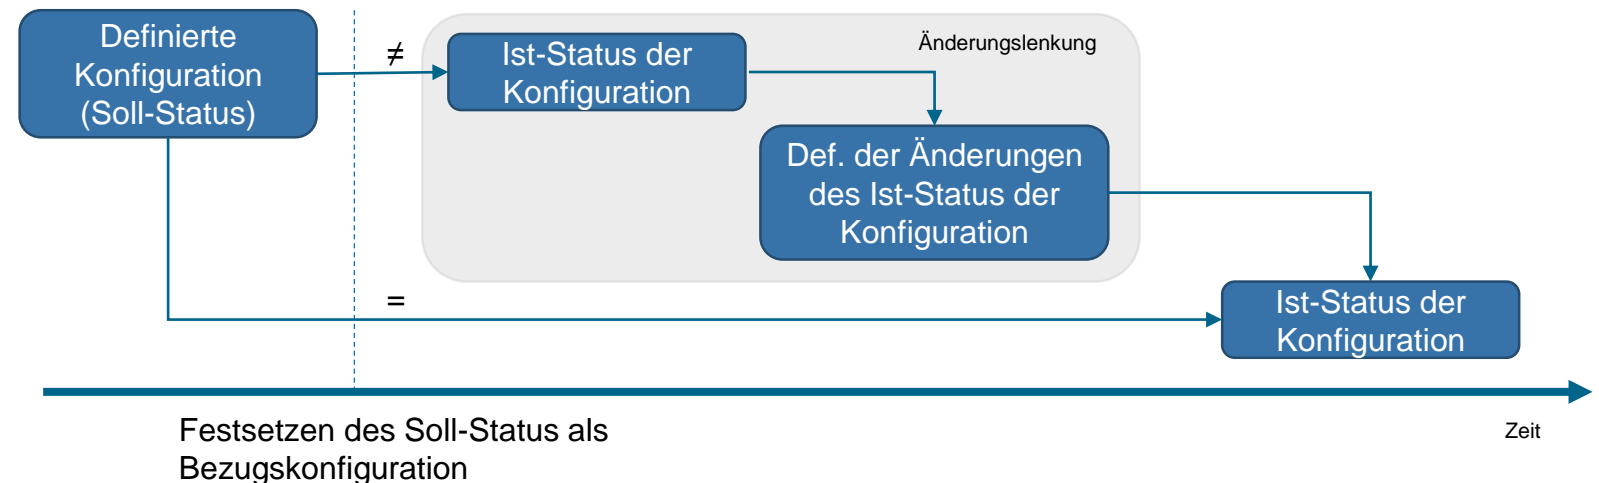 Definierte
Konfiguration
(Soll-Status)
≠
Ist-Status der
Konfiguration
Änderungslenkung
Def. der Änderungen
des Ist-Status der
Konfiguration
=
Ist-Status der
Konfiguration
Festsetzen des Soll-Status als
Bezugskonfiguration
Zeit